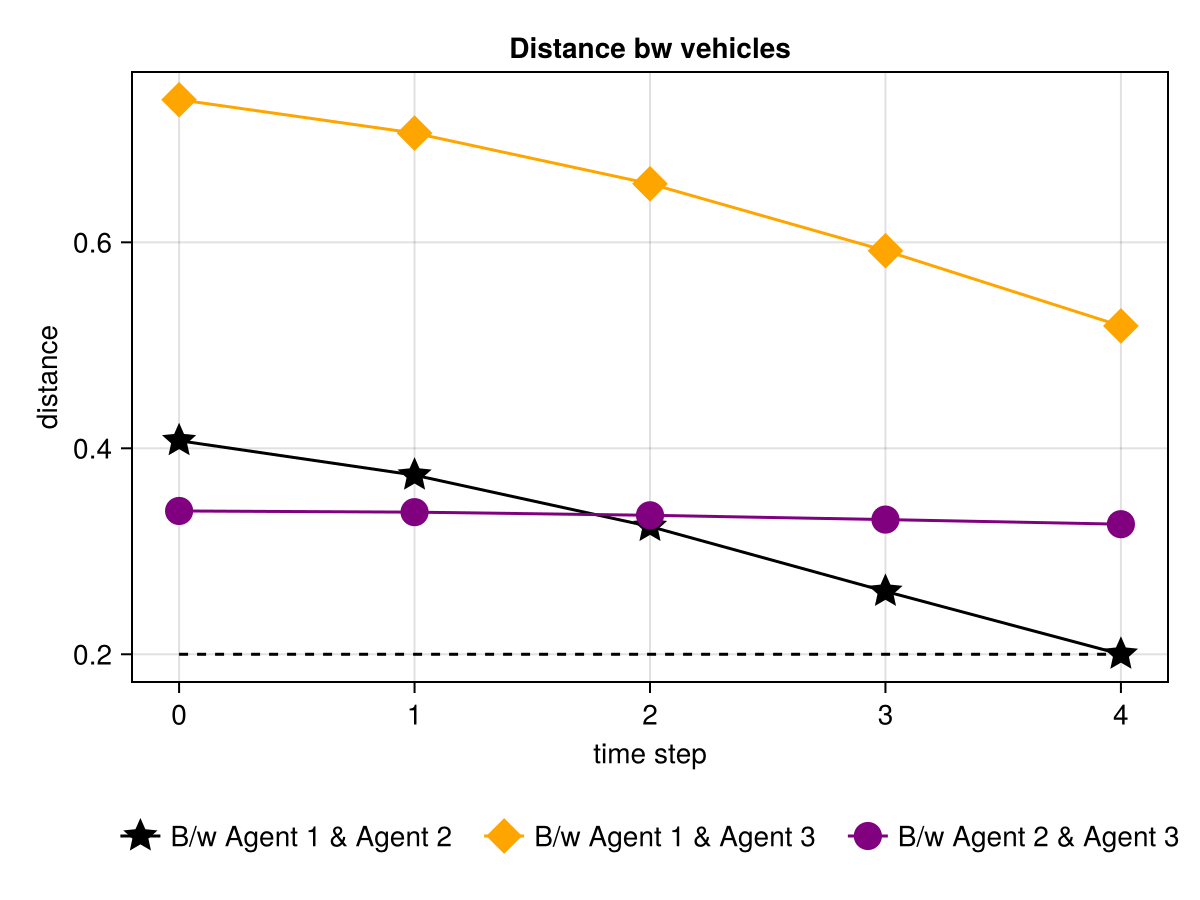 Distance bw vehicles
distance
0.6
0.4
0.2
0 1 2 3 4
time step
B/w Agent 1 & Agent 2 B/w Agent 1 & Agent 3 B/w Agent 2 & Agent 3